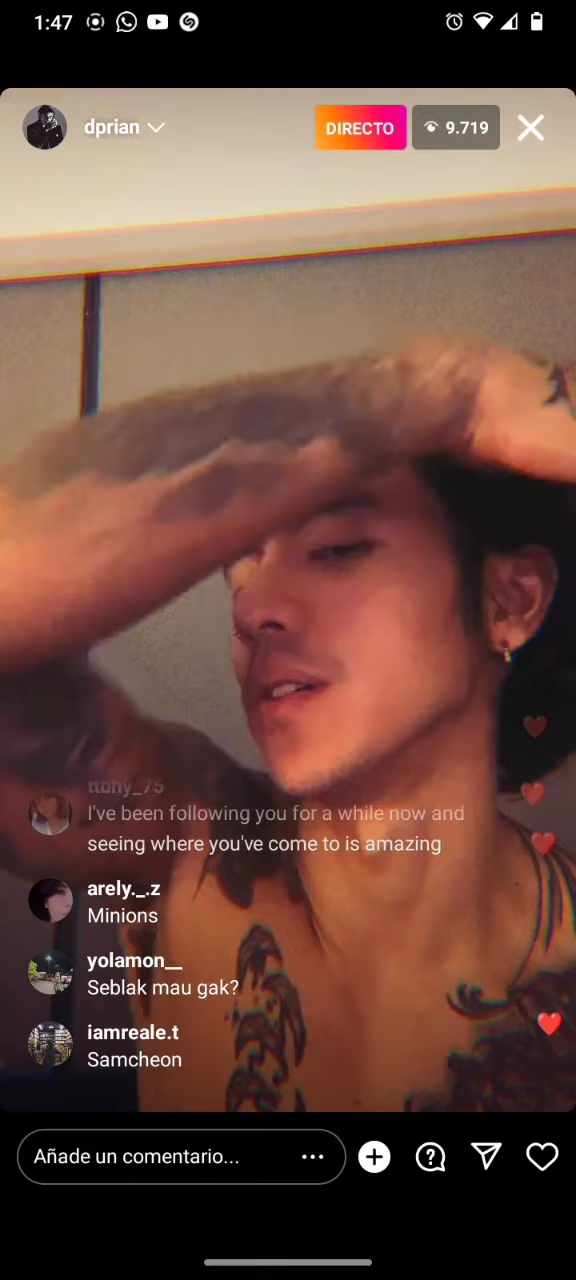 1:47
dprian
DIRECTO
9.719
ttbhy_75
I've been following you for a while now and
seeing where you've come to is amazing
arely._.z
Minions
yolamon__
Seblak mau gak?
iamreale.t
Samcheon
Añade un comentario...